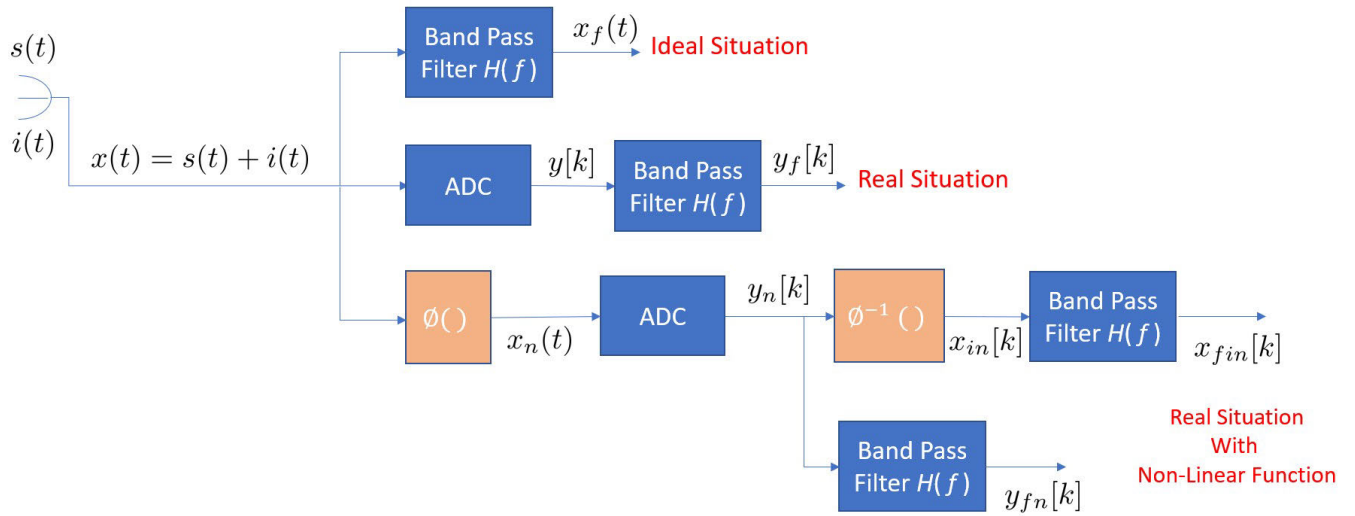 s(t)
i(t)
x(t) = s(t) + i(t)
Band Pass
Filter H(f)
x_f(t)
Ideal Situation
ADC
y[k]
Band Pass
Filter H(f)
y_f[k]
Real Situation
Ø( )
x_n(t)
ADC
y_n[k]
Ø⁻¹ ( )
x_{in}[k]
Band Pass
Filter H(f)
x_{fin}[k]
Band Pass
Filter H(f)
y_{fn}[k]
Real Situation
With
Non-Linear Function